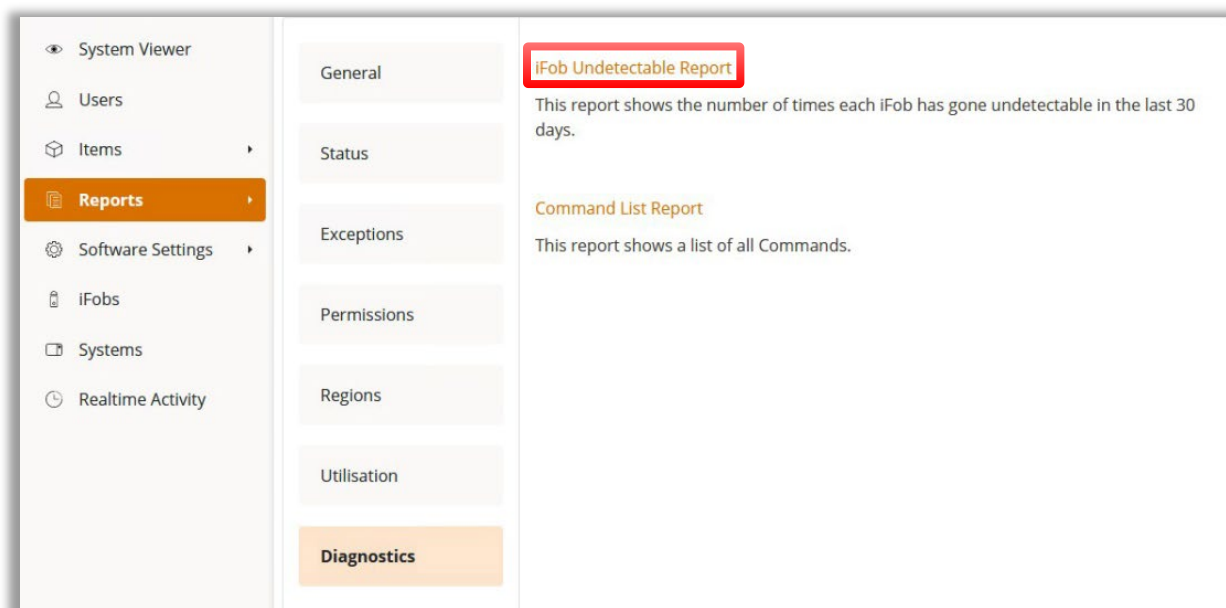 System Viewer
Users
Items
Reports
Software Settings
iFobs
Systems
Realtime Activity
General
Status
Exceptions
Permissions
Regions
Utilisation
Diagnostics
iFob Undetectable Report
This report shows the number of times each iFob has gone undetectable in the last 30
days.
Command List Report
This report shows a list of all Commands.